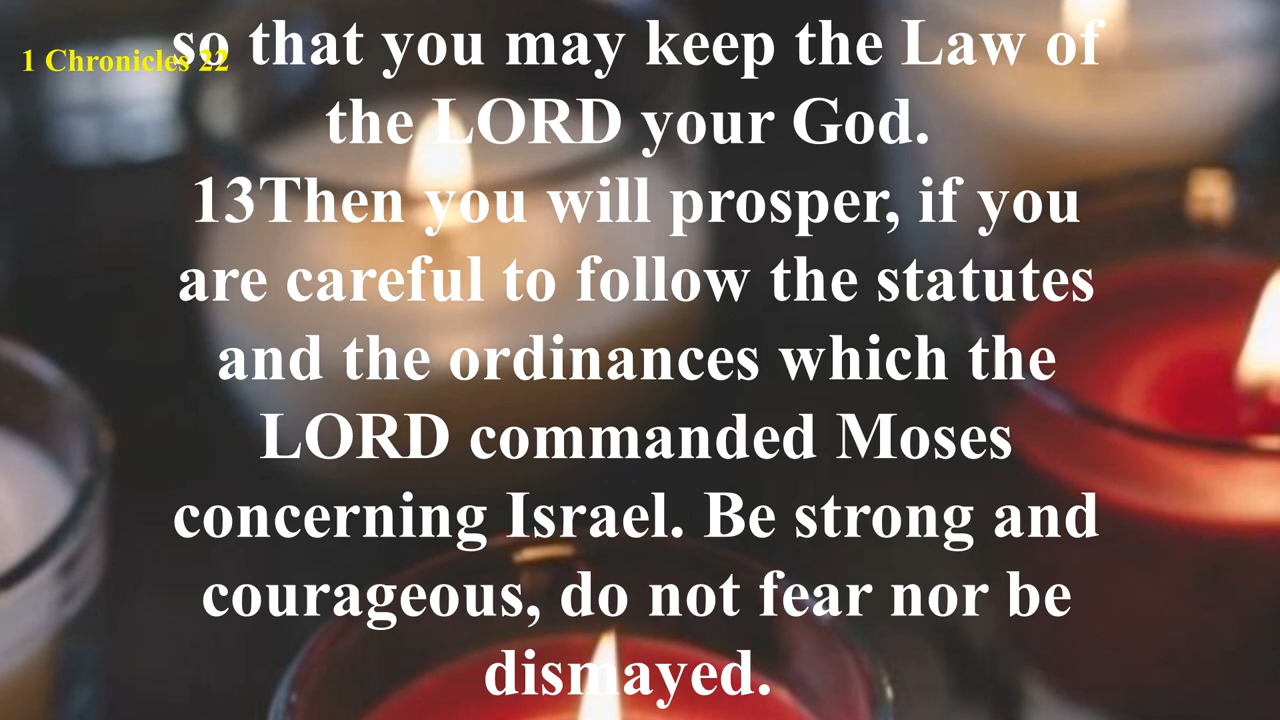 1 Chronicles 22
so that you may keep the Law of
the LORD your God.
13Then you will prosper, if you
are careful to follow the statutes
and the ordinances which the
LORD commanded Moses
concerning Israel. Be strong and
courageous, do not fear nor be
dismayed.